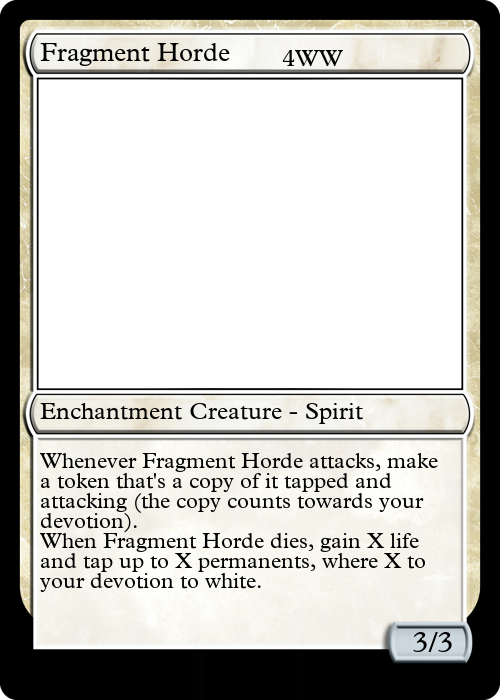 Fragment Horde 4WW
Enchantment Creature - Spirit
Whenever Fragment Horde attacks, make
a token that's a copy of it tapped and
attacking (the copy counts towards your
devotion).
When Fragment Horde dies, gain X life
and tap up to X permanents, where X to
your devotion to white.
3/3